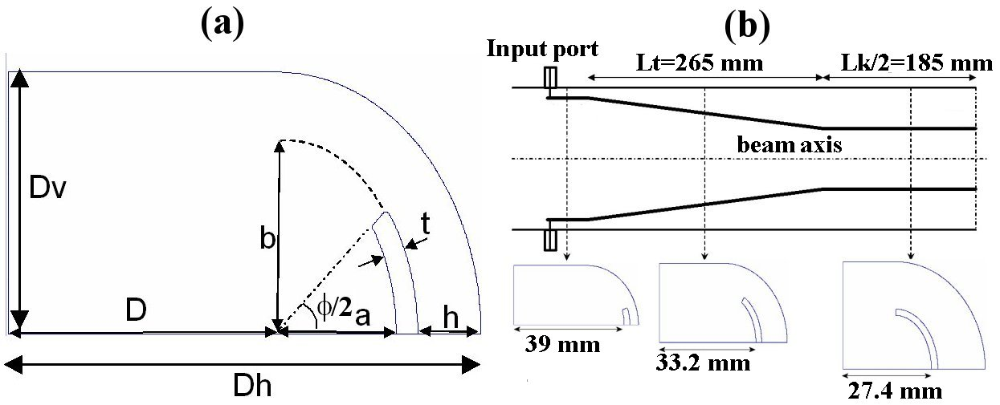 (a)
Dv
b
t
D
ϕ/2
a
h
Dh
(b)
Input port
Lt=265 mm
Lk/2=185 mm
beam axis
39 mm
33.2 mm
27.4 mm